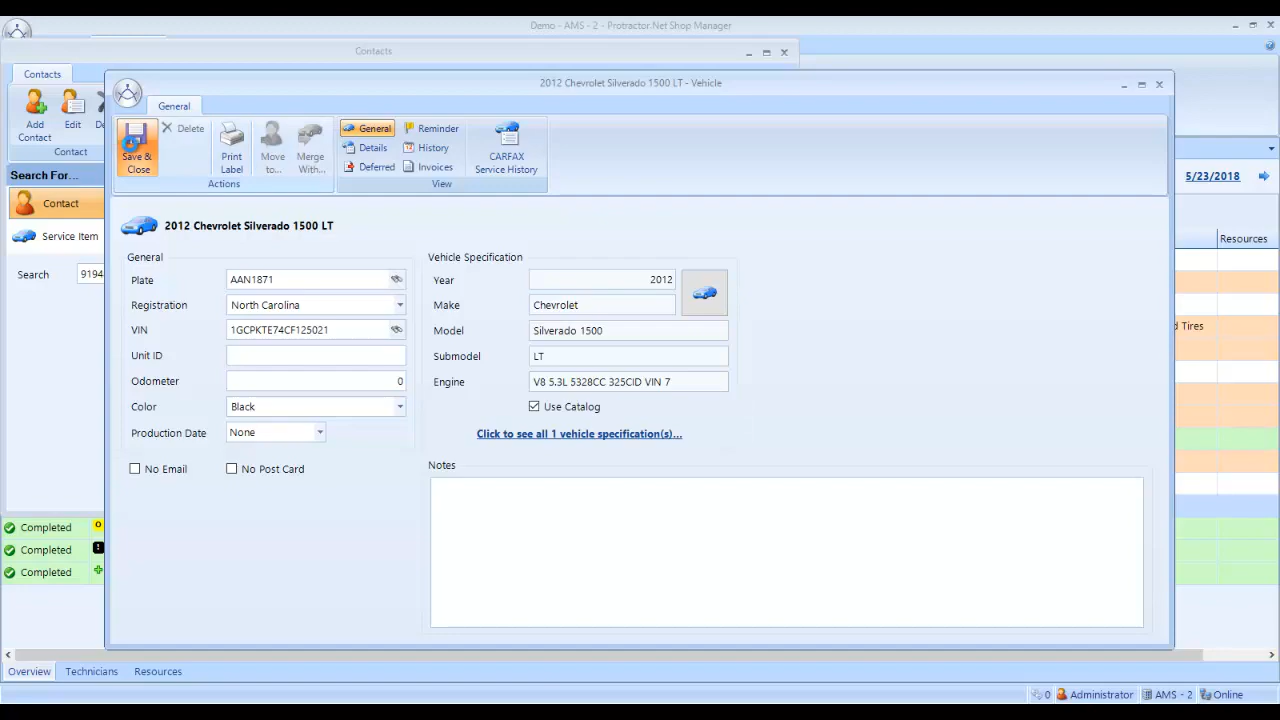 Demo - AMS - 2 - Protractor.Net Shop Manager
Contacts
Contacts
Add Contact
Edit
Contact
Search For...
Contact
Service Item
Search
9194
2012 Chevrolet Silverado 1500 LT - Vehicle
General
Save & Close
Delete
Print Label
Move to...
Merge With...
Actions
General
Reminder
Details
History
Deferred
Invoices
View
CARFAX Service History
2012 Chevrolet Silverado 1500 LT
General
Plate AAN1871
Registration North Carolina
VIN 1GCPKTE74CF125021
Unit ID
Odometer 0
Color Black
Production Date None
No Email
No Post Card
Vehicle Specification
Year 2012
Make Chevrolet
Model Silverado 1500
Submodel LT
Engine V8 5.3L 5328CC 325CID VIN 7
Use Catalog
Click to see all 1 vehicle specification(s)...
Notes
5/23/2018
Resources
d Tires
Completed O
Completed !
Completed
Overview Technicians Resources
0 Administrator AMS - 2 Online